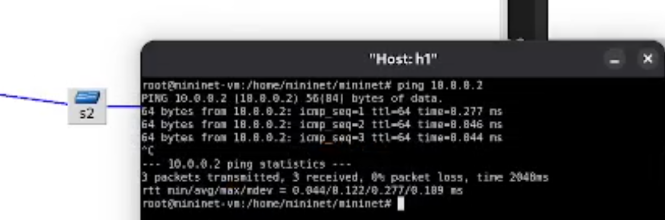 "Host: h1"
s2
root@mininet-vm:/home/mininet/mininet# ping 10.0.0.2
PING 10.0.0.2 (10.0.0.2) 56(84) bytes of data.
64 bytes from 10.0.0.2: icmp_seq=1 ttl=64 time=0.277 ms
64 bytes from 10.0.0.2: icmp_seq=2 ttl=64 time=0.046 ms
64 bytes from 10.0.0.2: icmp_seq=3 ttl=64 time=0.044 ms
^C
--- 10.0.0.2 ping statistics ---
3 packets transmitted, 3 received, 0% packet loss, time 2048ms
rtt min/avg/max/mdev = 0.044/0.122/0.277/0.109 ms
root@mininet-vm:/home/mininet/mininet#